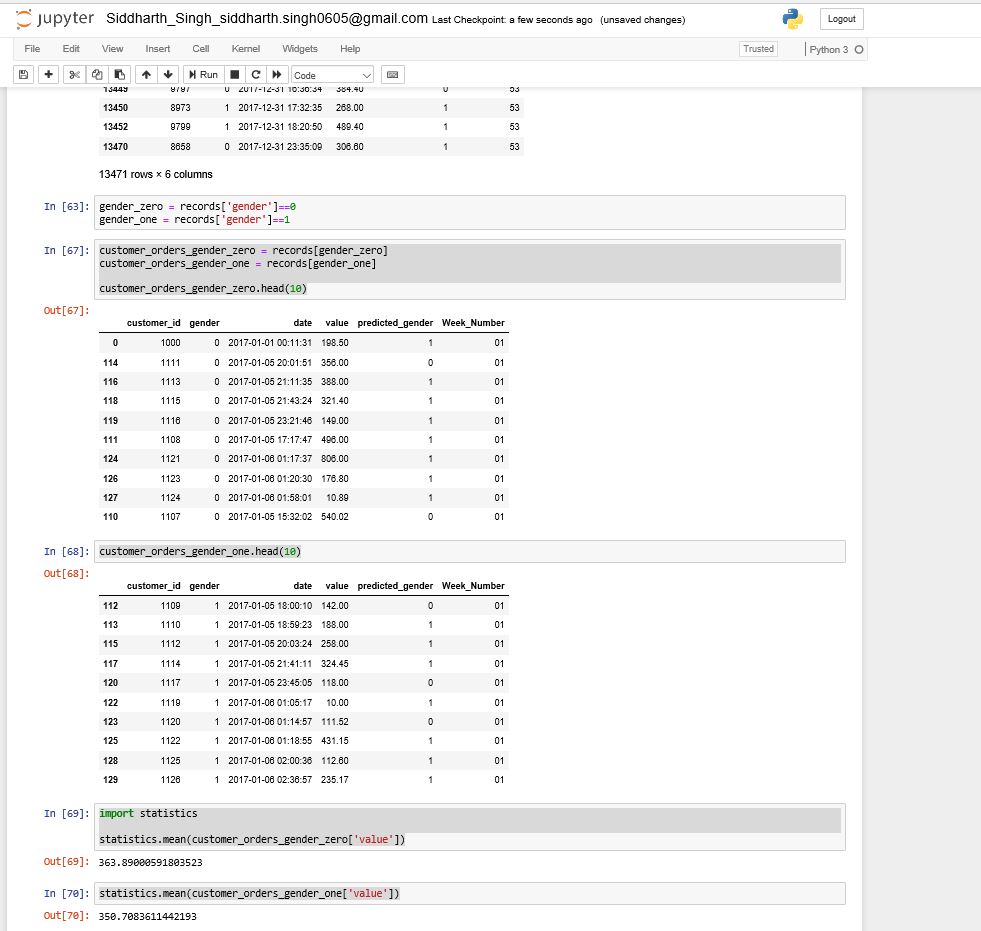 jupyter Siddharth_Singh_siddharth.singh0605@gmail.com Last Checkpoint: a few seconds ago (unsaved changes) Logout
File Edit View Insert Cell Kernel Widgets Help Trusted Python 3
Run Code
13449 9797 0 2017-12-31 16:36:34 384.40 0 53
13450 8973 1 2017-12-31 17:32:35 268.00 1 53
13452 9799 1 2017-12-31 18:20:50 489.40 1 53
13470 8658 0 2017-12-31 23:35:09 306.60 1 53
13471 rows × 6 columns
In [63]: gender_zero = records['gender']==0
gender_one = records['gender']==1
In [67]: customer_orders_gender_zero = records[gender_zero]
customer_orders_gender_one = records[gender_one]
customer_orders_gender_zero.head(10)
Out[67]:
customer_id gender date value predicted_gender Week_Number
0 1000 0 2017-01-01 00:11:31 198.50 1 01
114 1111 0 2017-01-05 20:01:51 356.00 0 01
116 1113 0 2017-01-05 21:11:35 388.00 1 01
118 1115 0 2017-01-05 21:43:24 321.40 1 01
119 1116 0 2017-01-05 23:21:46 149.00 1 01
111 1108 0 2017-01-05 17:17:47 496.00 1 01
124 1121 0 2017-01-06 01:17:37 806.00 1 01
126 1123 0 2017-01-06 01:20:30 176.80 1 01
127 1124 0 2017-01-06 01:58:01 10.89 1 01
110 1107 0 2017-01-05 15:32:02 540.02 0 01
In [68]: customer_orders_gender_one.head(10)
Out[68]:
customer_id gender date value predicted_gender Week_Number
112 1109 1 2017-01-05 18:00:10 142.00 0 01
113 1110 1 2017-01-05 18:59:23 188.00 1 01
115 1112 1 2017-01-05 20:03:24 258.00 1 01
117 1114 1 2017-01-05 21:41:11 324.45 1 01
120 1117 1 2017-01-05 23:45:05 118.00 0 01
122 1119 1 2017-01-06 01:05:17 10.00 1 01
123 1120 1 2017-01-06 01:14:57 111.52 0 01
125 1122 1 2017-01-06 01:18:55 431.15 1 01
128 1125 1 2017-01-06 02:00:36 112.60 1 01
129 1126 1 2017-01-06 02:36:57 235.17 1 01
In [69]: import statistics
statistics.mean(customer_orders_gender_zero['value'])
Out[69]: 363.89000591803523
In [70]: statistics.mean(customer_orders_gender_one['value'])
Out[70]: 350.7083611442193